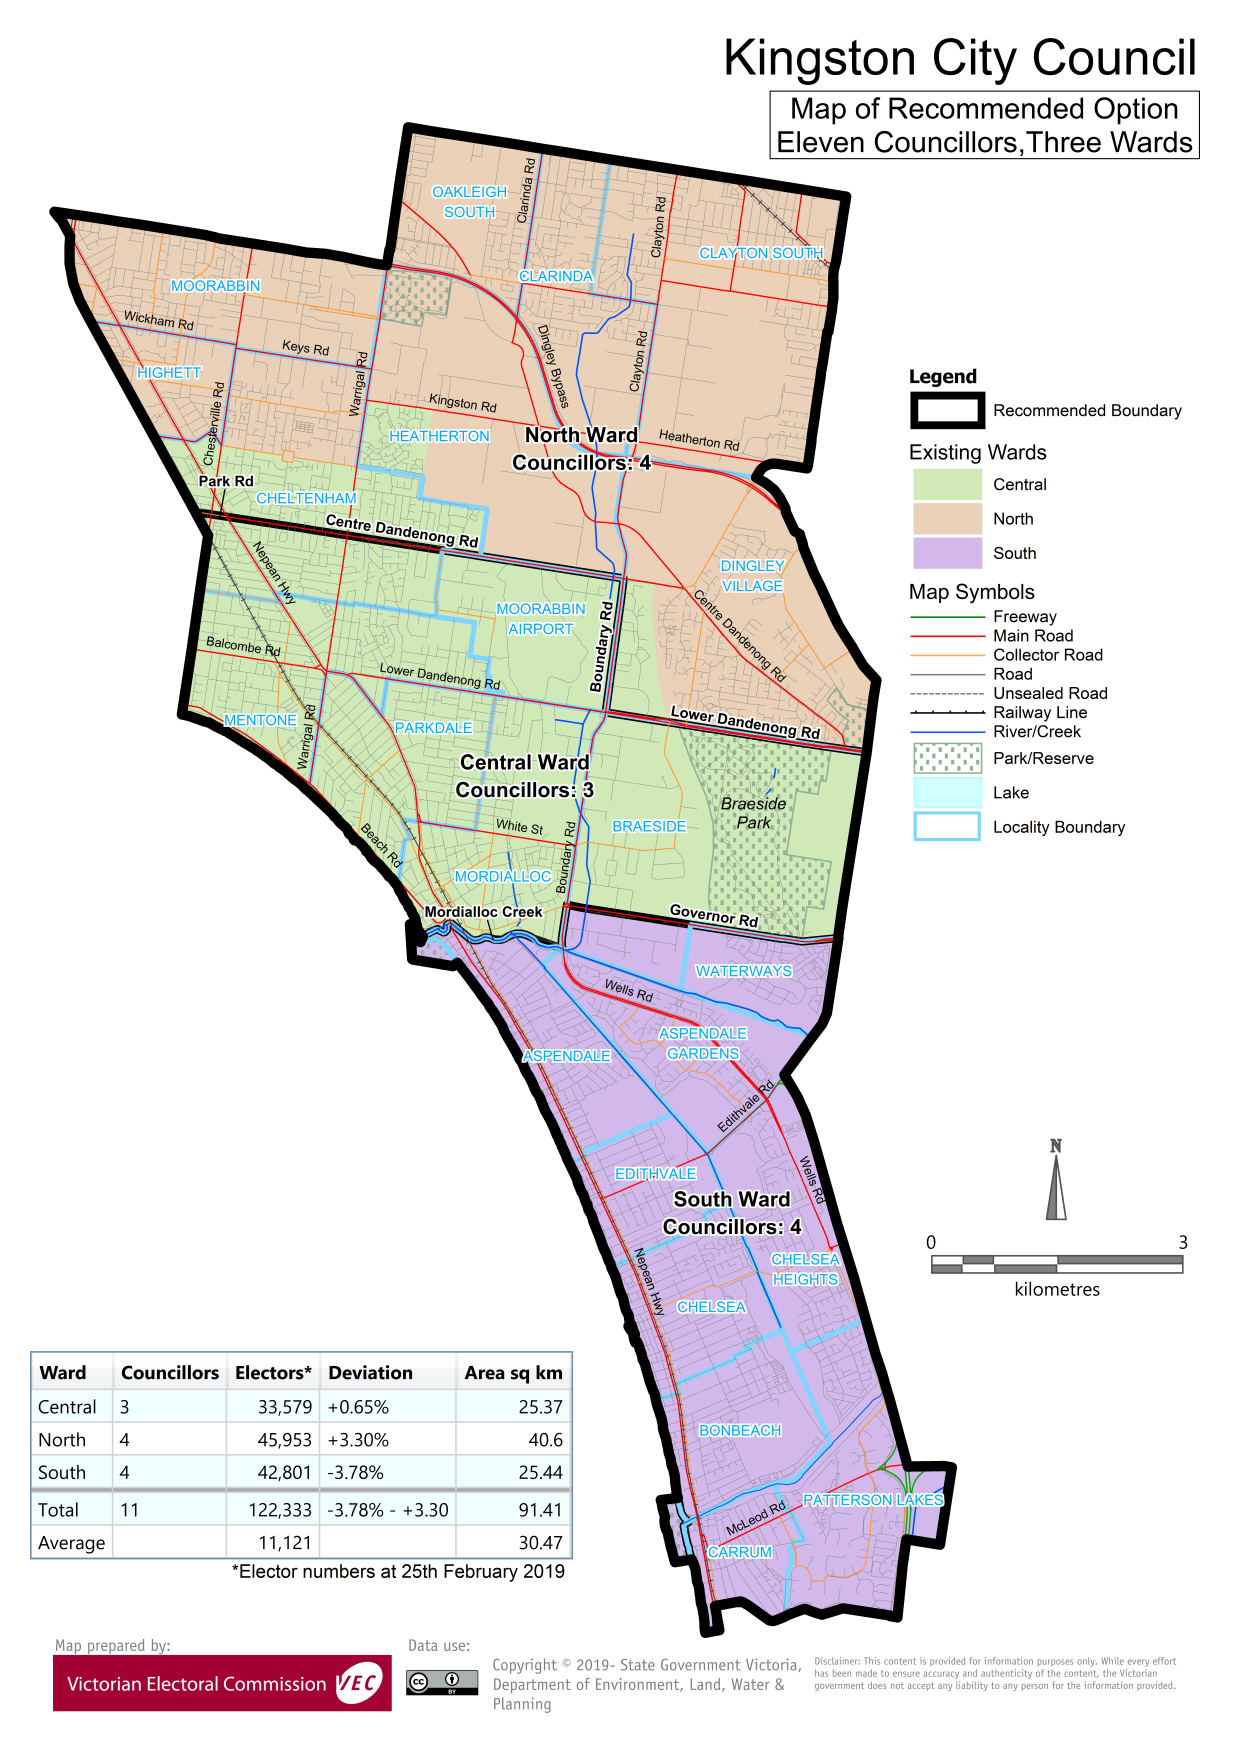 Kingston City Council
Map of Recommended Option
Eleven Councillors,Three Wards
OAKLEIGH
SOUTH
Clarinda Rd
Clayton Rd
CLAYTON SOUTH
CLARINDA
MOORABBIN
Wickham Rd
Keys Rd
HIGHETT
Warrigal Rd
Chesterville Rd
Dingley Bypass
Clayton Rd
Kingston Rd
HEATHERTON
North Ward
Councillors: 4
Heatherton Rd
Park Rd
CHELTENHAM
Centre Dandenong Rd
Nepean Hwy
DINGLEY
VILLAGE
MOORABBIN
AIRPORT
Boundary Rd
Centre Dandenong Rd
Balcombe Rd
Lower Dandenong Rd
MENTONE
Warrigal Rd
PARKDALE
Lower Dandenong Rd
Central Ward
Councillors: 3
Braeside
Park
White St
BRAESIDE
Beach Rd
Boundary Rd
MORDIALLOC
Mordialloc Creek
Governor Rd
WATERWAYS
Wells Rd
ASPENDALE
GARDENS
ASPENDALE
Edithvale Rd
EDITHVALE
Wells Rd
South Ward
Councillors: 4
Nepean Hwy
CHELSEA
HEIGHTS
CHELSEA
BONBEACH
PATTERSON LAKES
McLeod Rd
CARRUM
Legend
Recommended Boundary
Existing Wards
Central
North
South
Map Symbols
Freeway
Main Road
Collector Road
Road
Unsealed Road
Railway Line
River/Creek
Park/Reserve
Lake
Locality Boundary
N
0 3
kilometres
Ward Councillors Electors* Deviation Area sq km
Central 3 33,579 +0.65% 25.37
North 4 45,953 +3.30% 40.6
South 4 42,801 -3.78% 25.44
Total 11 122,333 -3.78% - +3.30 91.41
Average 11,121 30.47
*Elector numbers at 25th February 2019
Map prepared by:
Victorian Electoral Commission VEC
Data use:
cc BY
Copyright © 2019- State Government Victoria,
Department of Environment, Land, Water &
Planning
Disclaimer: This content is provided for information purposes only. While every effort
has been made to ensure accuracy and authenticity of the content, the Victorian
government does not accept any liability to any person for the information provided.